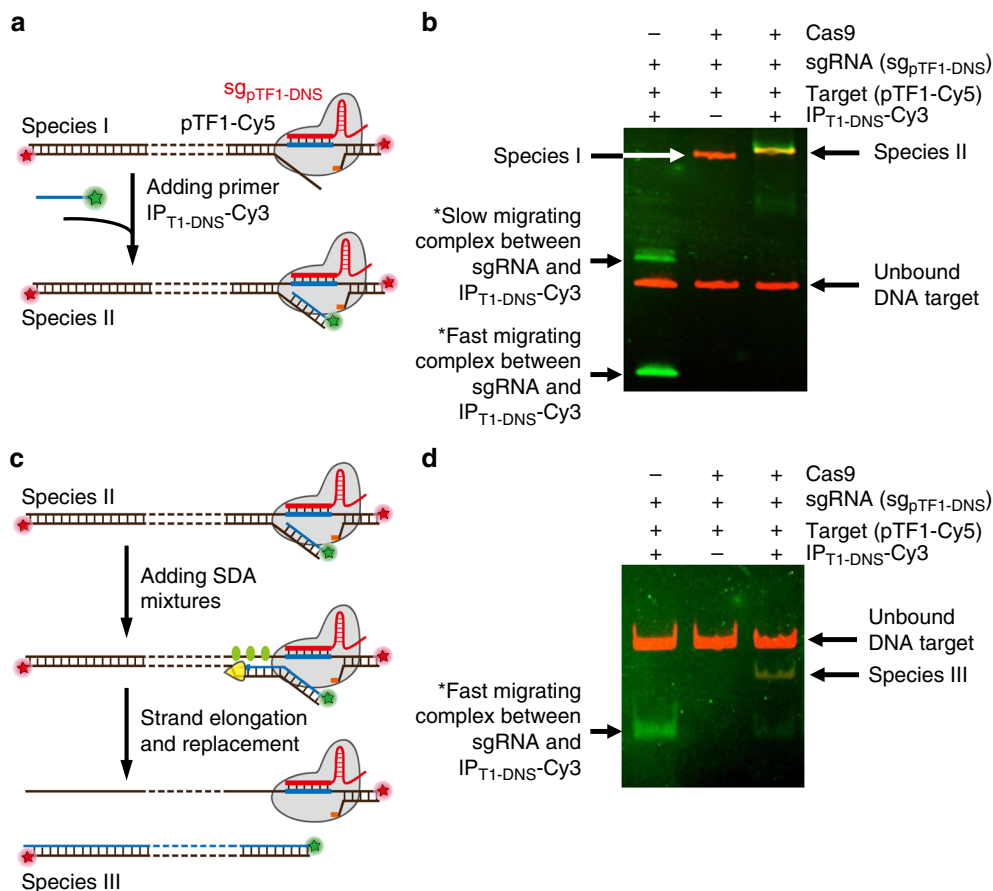 a
sgpTF1-DNS
Species I
pTF1-Cy5
Adding primer
IPT1-DNS-Cy3
Species II
b
– + + Cas9
+ + + sgRNA (sgpTF1-DNS)
+ + + Target (pTF1-Cy5)
+ – + IPT1-DNS-Cy3
Species I
Species II
*Slow migrating
complex between
sgRNA and
IPT1-DNS-Cy3
Unbound
DNA target
*Fast migrating
complex between
sgRNA and
IPT1-DNS-Cy3
c
Species II
Adding SDA
mixtures
Strand elongation
and replacement
Species III
d
– + + Cas9
+ + + sgRNA (sgpTF1-DNS)
+ + + Target (pTF1-Cy5)
+ – + IPT1-DNS-Cy3
Unbound
DNA target
Species III
*Fast migrating
complex between
sgRNA and
IPT1-DNS-Cy3